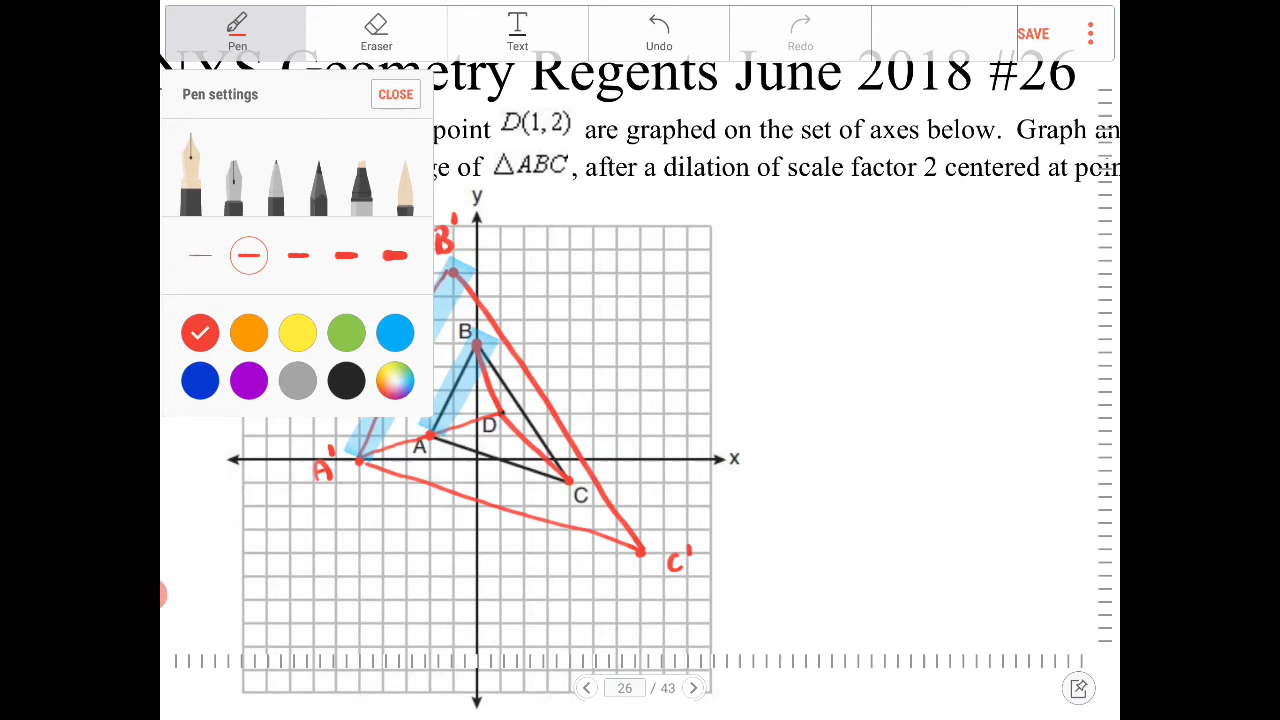 Pen
Eraser
Text
Undo
Redo
SAVE
NYS Geometry Regents June 2018 #26
Pen settings
CLOSE
point D(1,2) are graphed on the set of axes below. Graph an
ge of △ABC, after a dilation of scale factor 2 centered at poin
y
B'
B
D
A
A'
x
C
C'
26 / 43